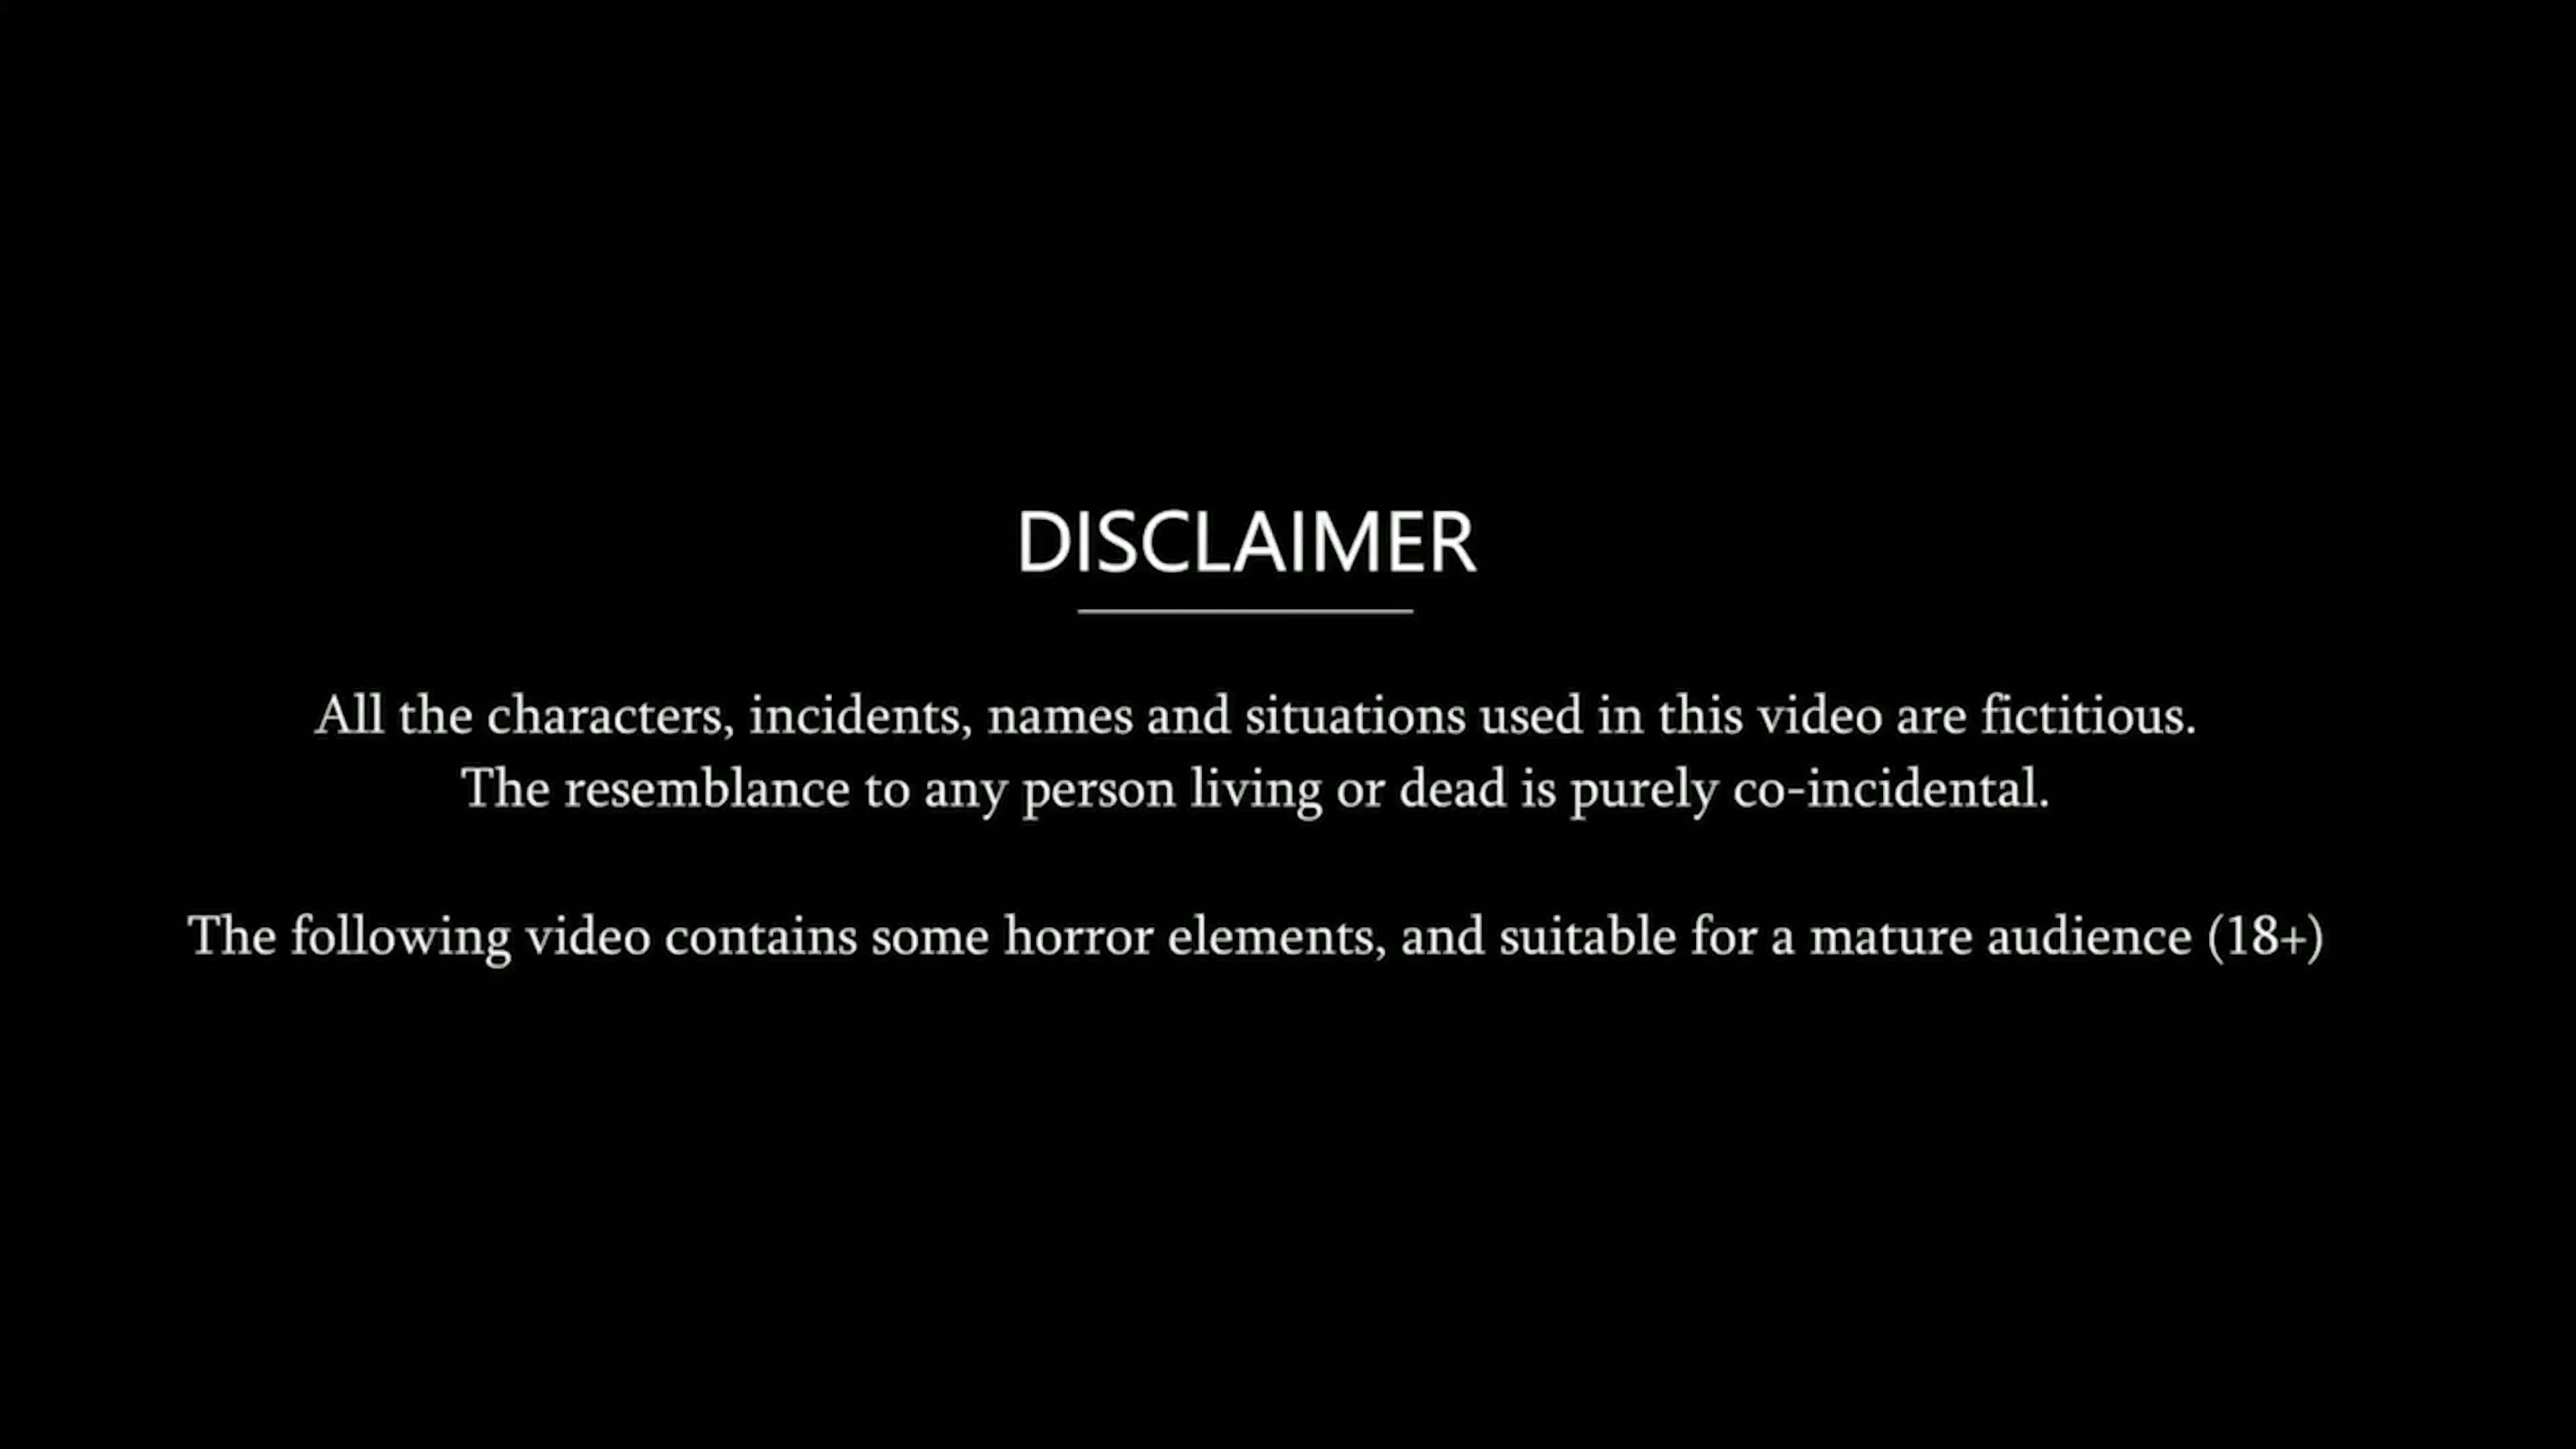 DISCLAIMER
All the characters, incidents, names and situations used in this video are fictitious.
The resemblance to any person living or dead is purely co-incidental.
The following video contains some horror elements, and suitable for a mature audience (18+)